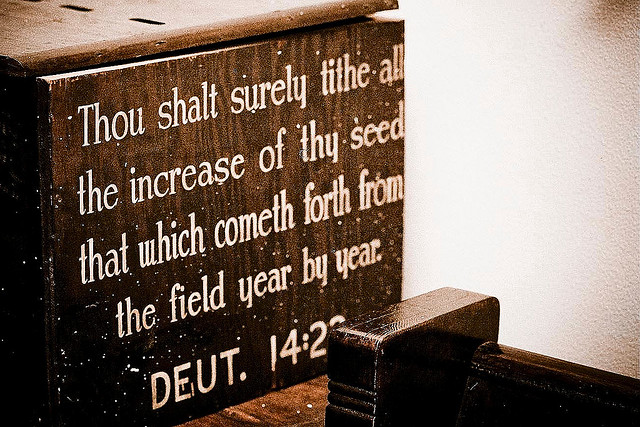 Thou shalt surely tithe all
the increase of thy seed
that which cometh forth from
the field year by year.
DEUT. 14:22